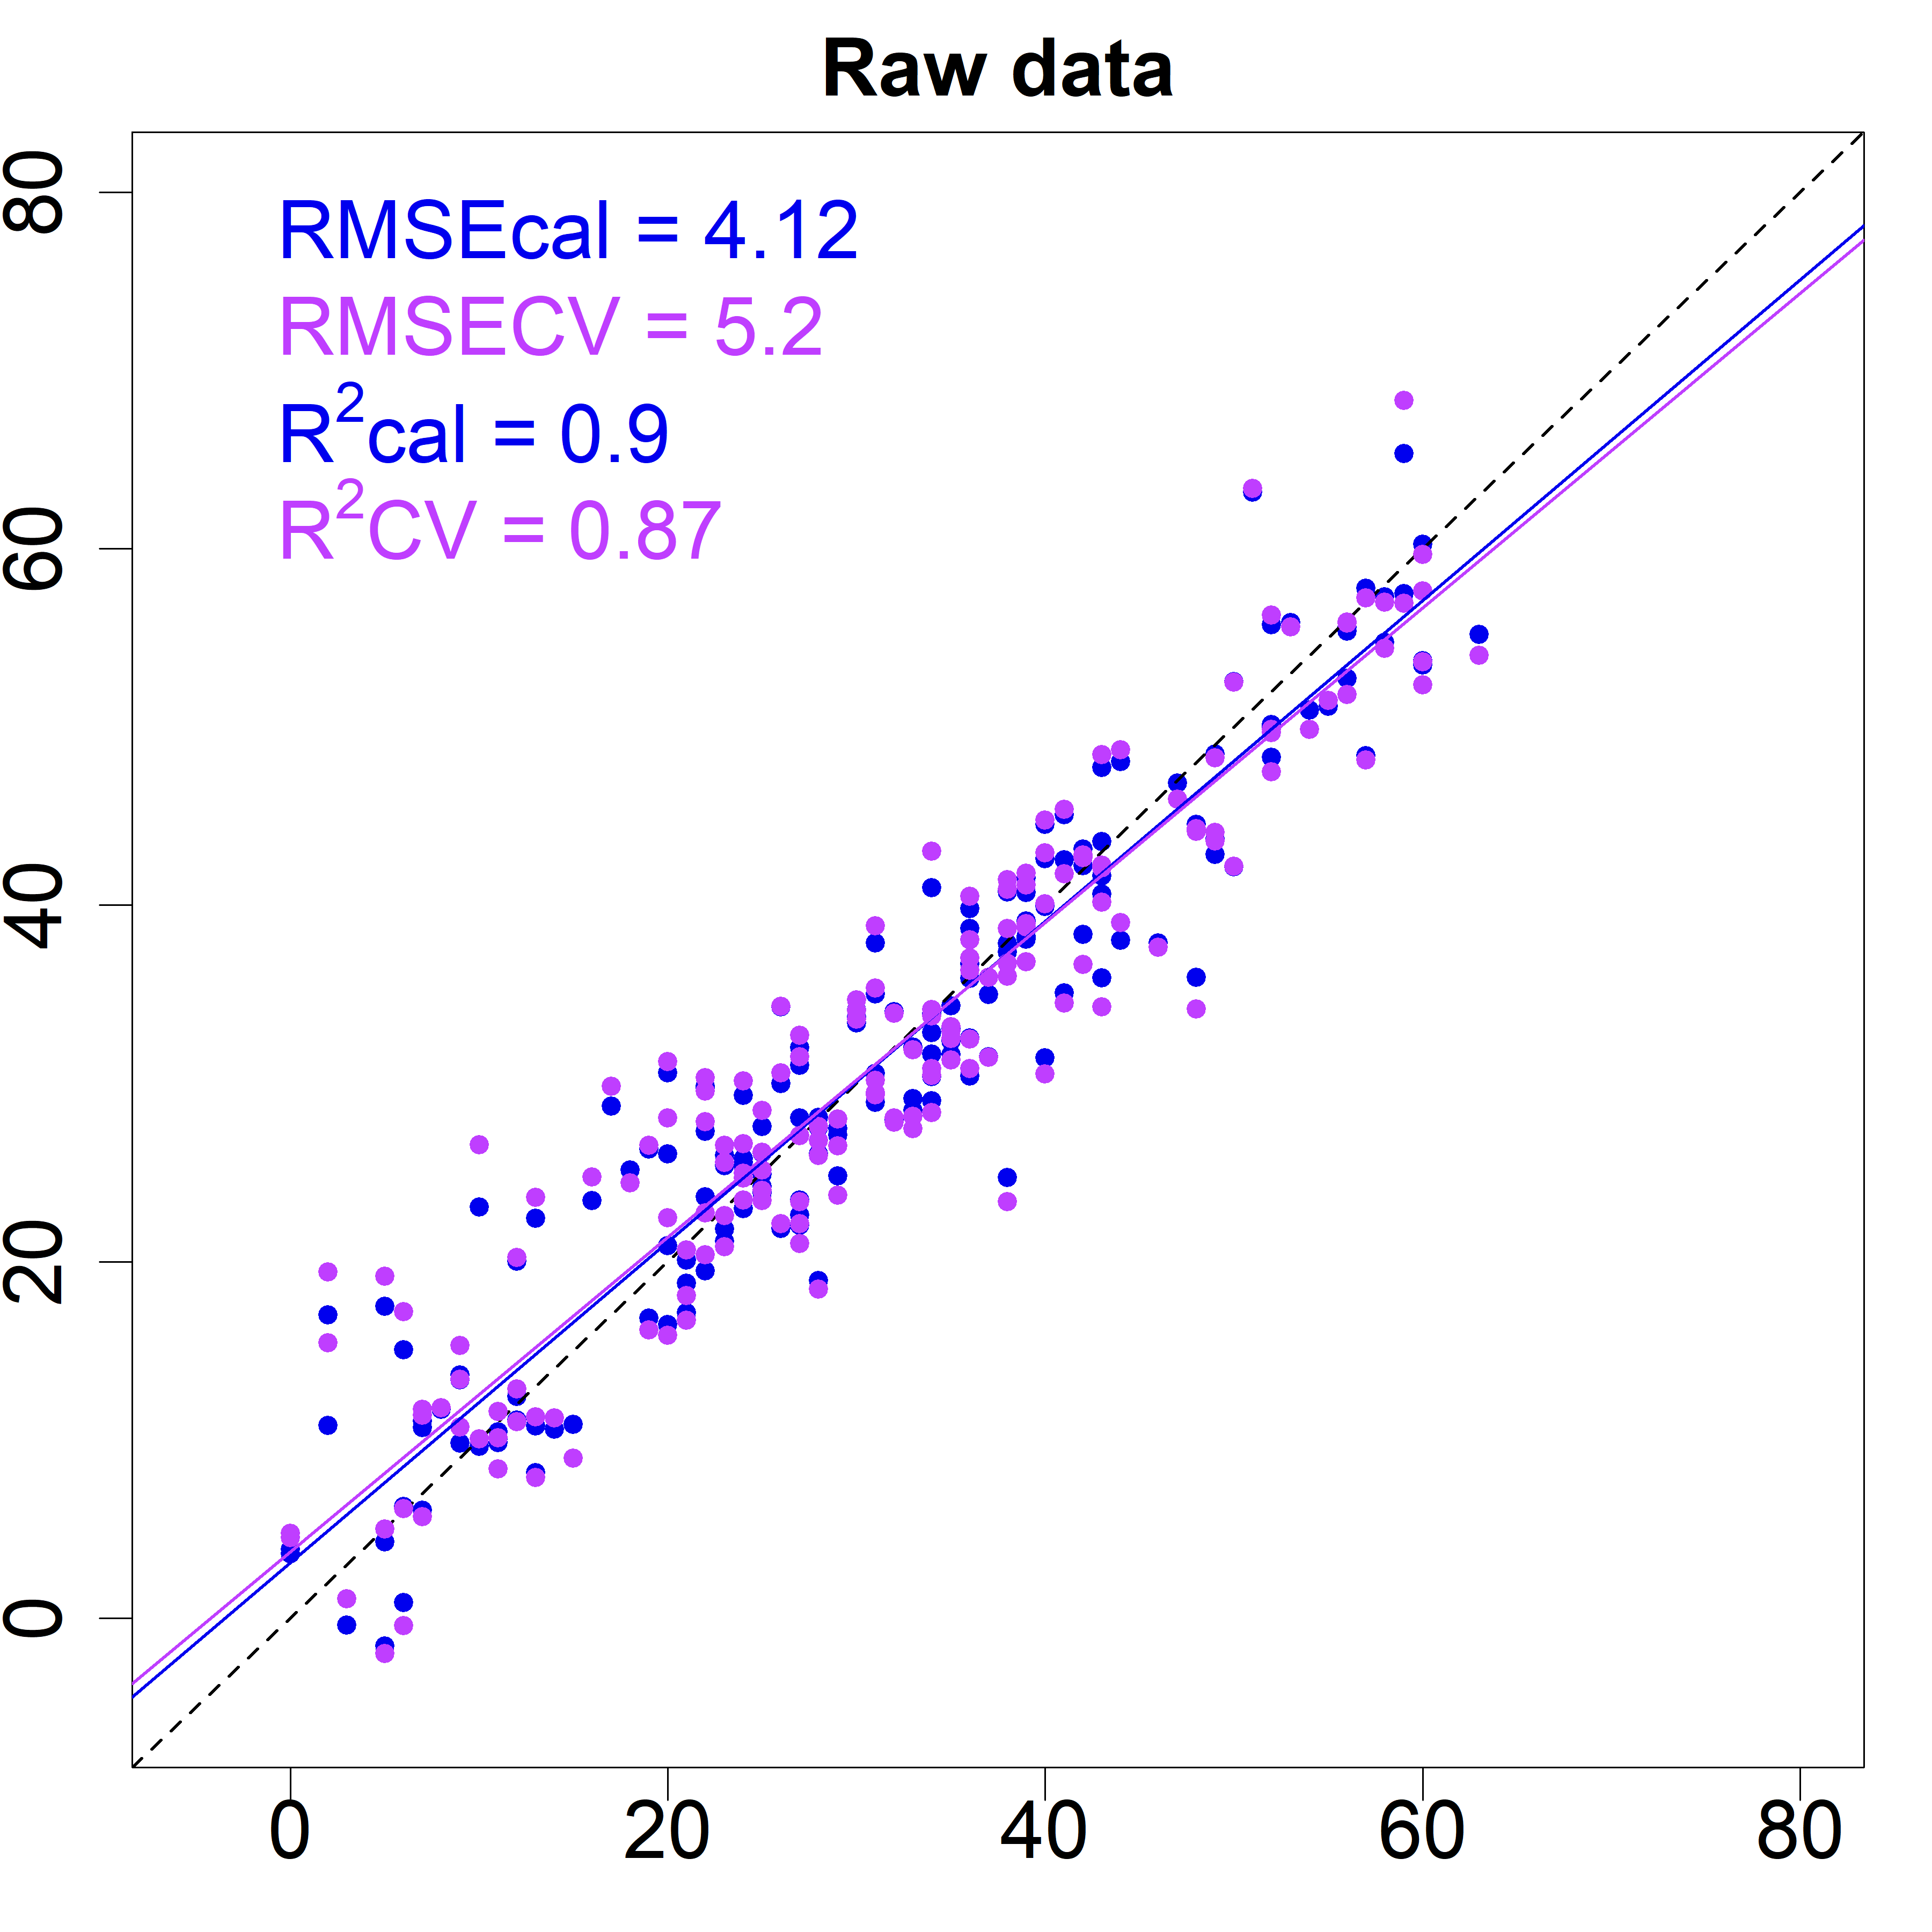 Raw data
80
60
40
20
0
RMSEcal = 4.12
RMSECV = 5.2
R²cal = 0.9
R²CV = 0.87
0 20 40 60 80